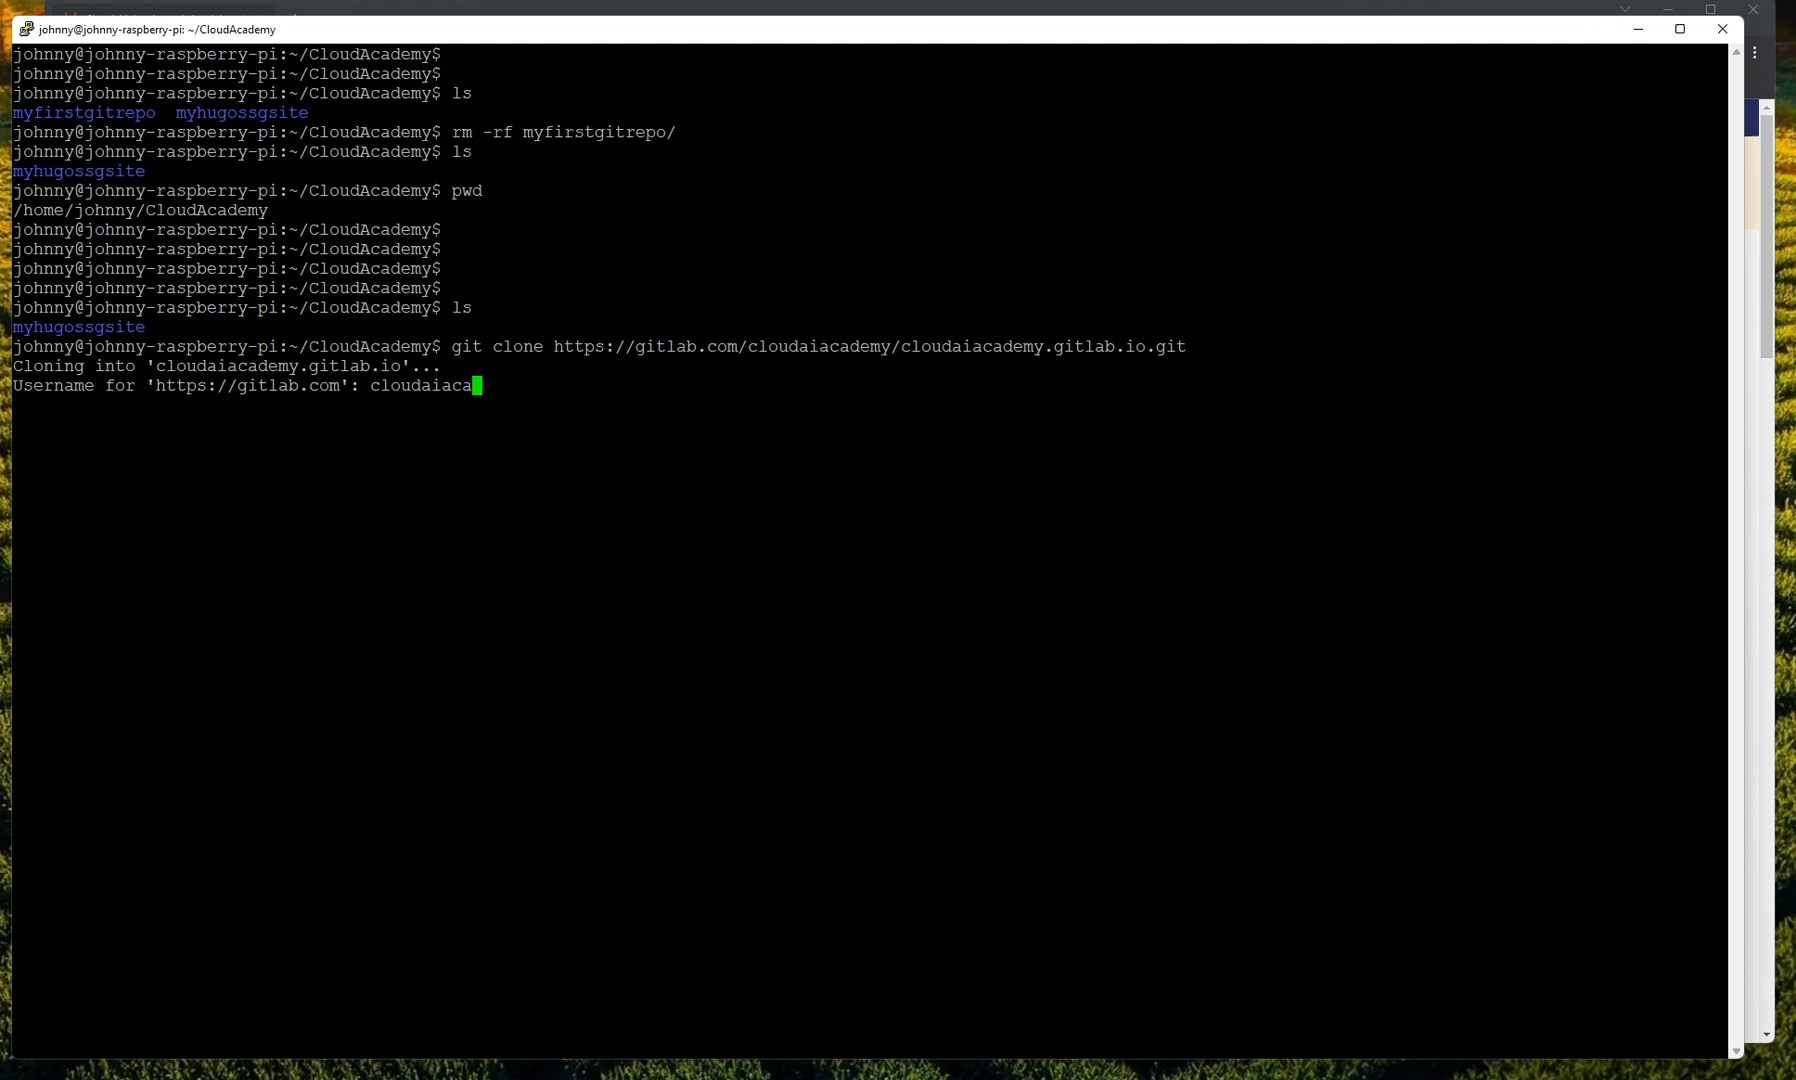 johnny@johnny-raspberry-pi: ~/CloudAcademy
johnny@johnny-raspberry-pi:~/CloudAcademy$
johnny@johnny-raspberry-pi:~/CloudAcademy$
johnny@johnny-raspberry-pi:~/CloudAcademy$ ls
myfirstgitrepo  myhugossgsite
johnny@johnny-raspberry-pi:~/CloudAcademy$ rm -rf myfirstgitrepo/
johnny@johnny-raspberry-pi:~/CloudAcademy$ ls
myhugossgsite
johnny@johnny-raspberry-pi:~/CloudAcademy$ pwd
/home/johnny/CloudAcademy
johnny@johnny-raspberry-pi:~/CloudAcademy$
johnny@johnny-raspberry-pi:~/CloudAcademy$
johnny@johnny-raspberry-pi:~/CloudAcademy$
johnny@johnny-raspberry-pi:~/CloudAcademy$
johnny@johnny-raspberry-pi:~/CloudAcademy$ ls
myhugossgsite
johnny@johnny-raspberry-pi:~/CloudAcademy$ git clone https://gitlab.com/cloudaiacademy/cloudaiacademy.gitlab.io.git
Cloning into 'cloudaiacademy.gitlab.io'...
Username for 'https://gitlab.com': cloudaiaca